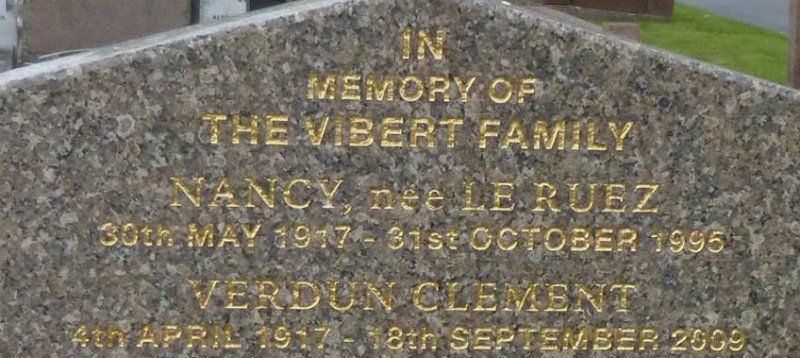 IN
MEMORY OF
THE VIBERT FAMILY
NANCY, née LE RUEZ
30th MAY 1917 - 31st OCTOBER 1995
VERDUN CLEMENT
4th APRIL 1917 - 18th SEPTEMBER 2009